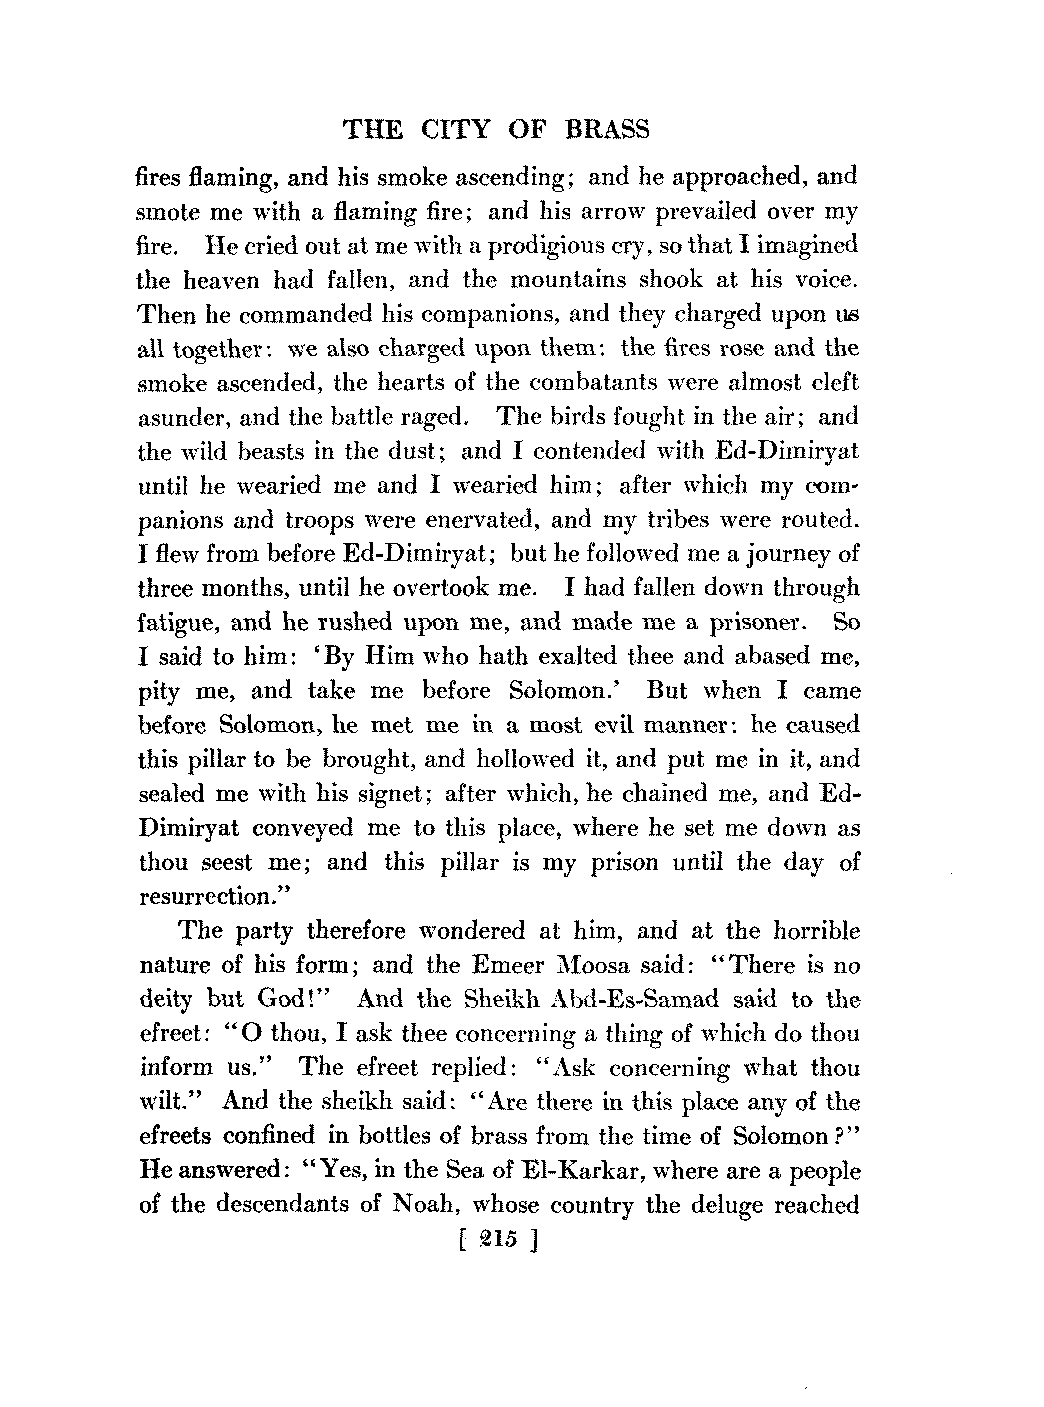 THE CITY OF BRASS
fires flaming, and his smoke ascending; and he approached, and
smote me with a flaming fire; and his arrow prevailed over my
fire. He cried out at me with a prodigious cry, so that I imagined
the heaven had fallen, and the mountains shook at his voice.
Then he commanded his companions, and they charged upon us
all together: we also charged upon them: the fires rose and the
smoke ascended, the hearts of the combatants were almost cleft
asunder, and the battle raged. The birds fought in the air; and
the wild beasts in the dust; and I contended with Ed-Dimiryat
until he wearied me and I wearied him; after which my com-
panions and troops were enervated, and my tribes were routed.
I flew from before Ed-Dimiryat; but he followed me a journey of
three months, until he overtook me. I had fallen down through
fatigue, and he rushed upon me, and made me a prisoner. So
I said to him: ‘By Him who hath exalted thee and abased me,
pity me, and take me before Solomon.’ But when I came
before Solomon, he met me in a most evil manner: he caused
this pillar to be brought, and hollowed it, and put me in it, and
sealed me with his signet; after which, he chained me, and Ed-
Dimiryat conveyed me to this place, where he set me down as
thou seest me; and this pillar is my prison until the day of
resurrection.”
The party therefore wondered at him, and at the horrible
nature of his form; and the Emeer Moosa said: “There is no
deity but God!” And the Sheikh Abd-Es-Samad said to the
efreet: “O thou, I ask thee concerning a thing of which do thou
inform us.” The efreet replied: “Ask concerning what thou
wilt.” And the sheikh said: “Are there in this place any of the
efreets confined in bottles of brass from the time of Solomon?”
He answered: “Yes, in the Sea of El-Karkar, where are a people
of the descendants of Noah, whose country the deluge reached
[ 215 ]